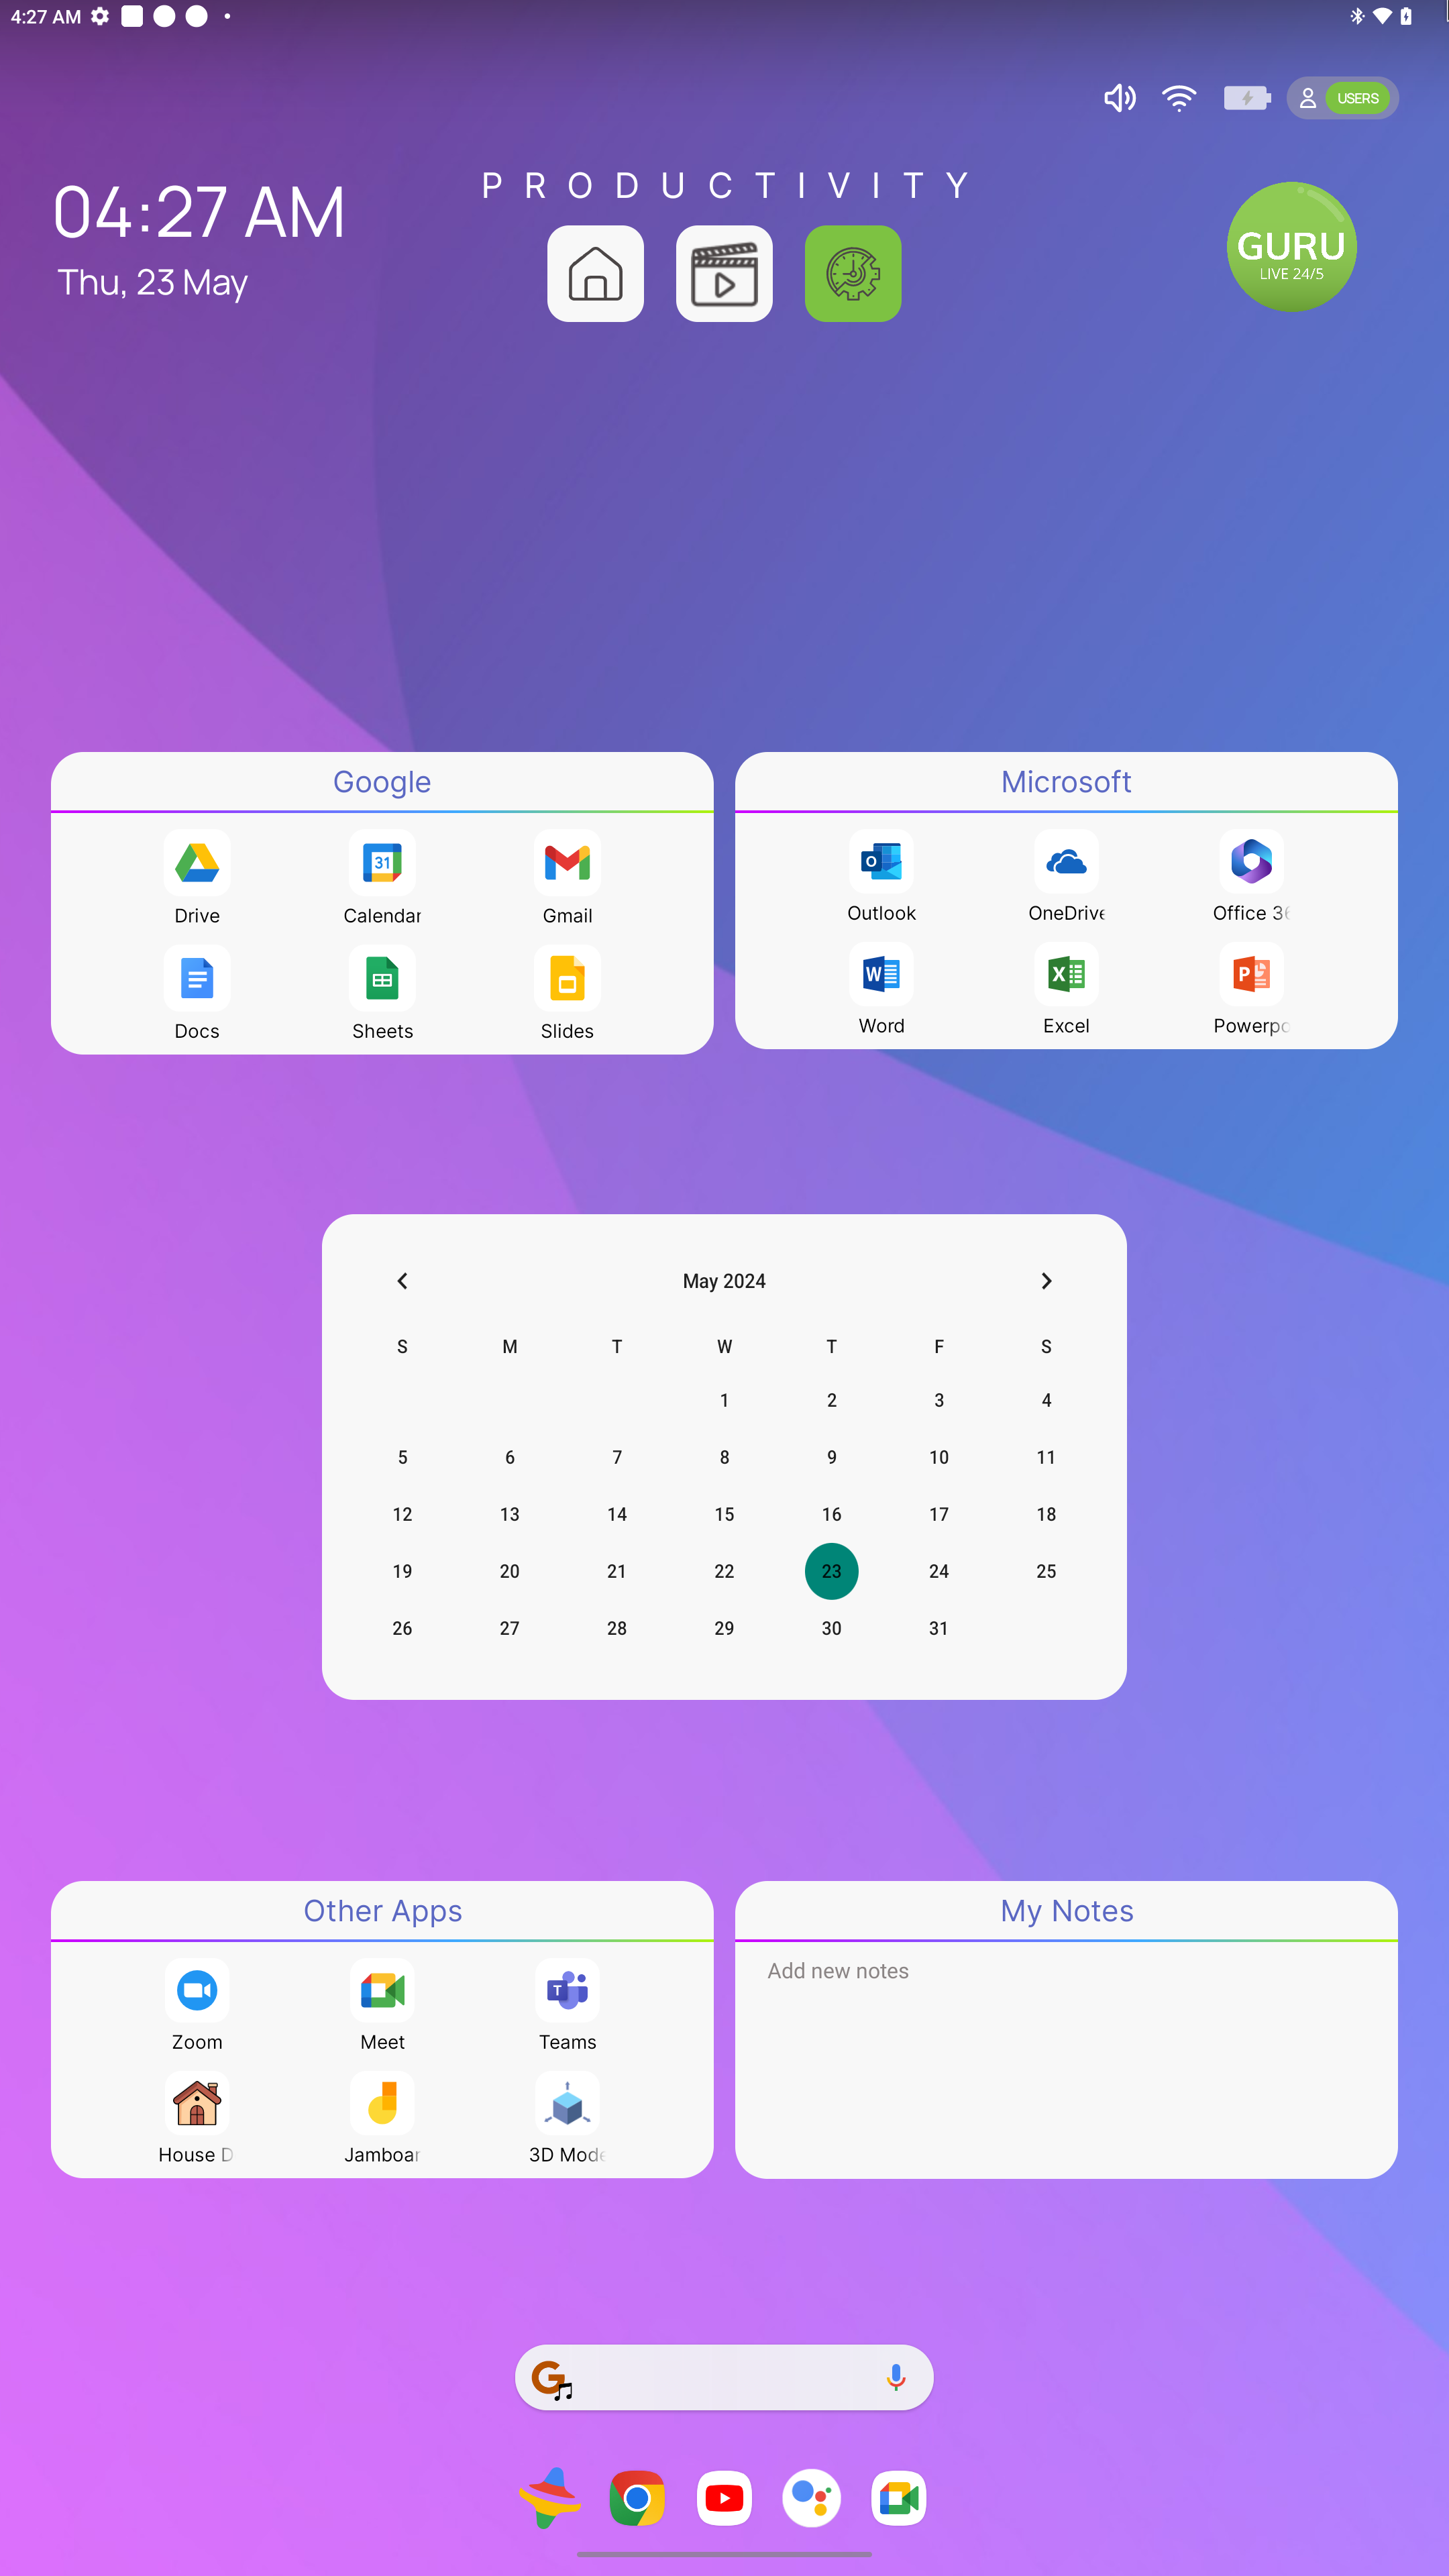 4:27 AM
USERS
04:27 AM
Thu, 23 May
PRODUCTIVITY
GURU
LIVE 24/5
Google
Drive
31
Calendar
Gmail
Docs
Sheets
Slides
Microsoft
Outlook
OneDrive
Office 36
Word
Excel
Powerpo
May 2024
S M T W T F S
1 2 3 4
5 6 7 8 9 10 11
12 13 14 15 16 17 18
19 20 21 22 23 24 25
26 27 28 29 30 31
Other Apps
Zoom
Meet
Teams
House D
Jamboar
3D Mode
My Notes
Add new notes